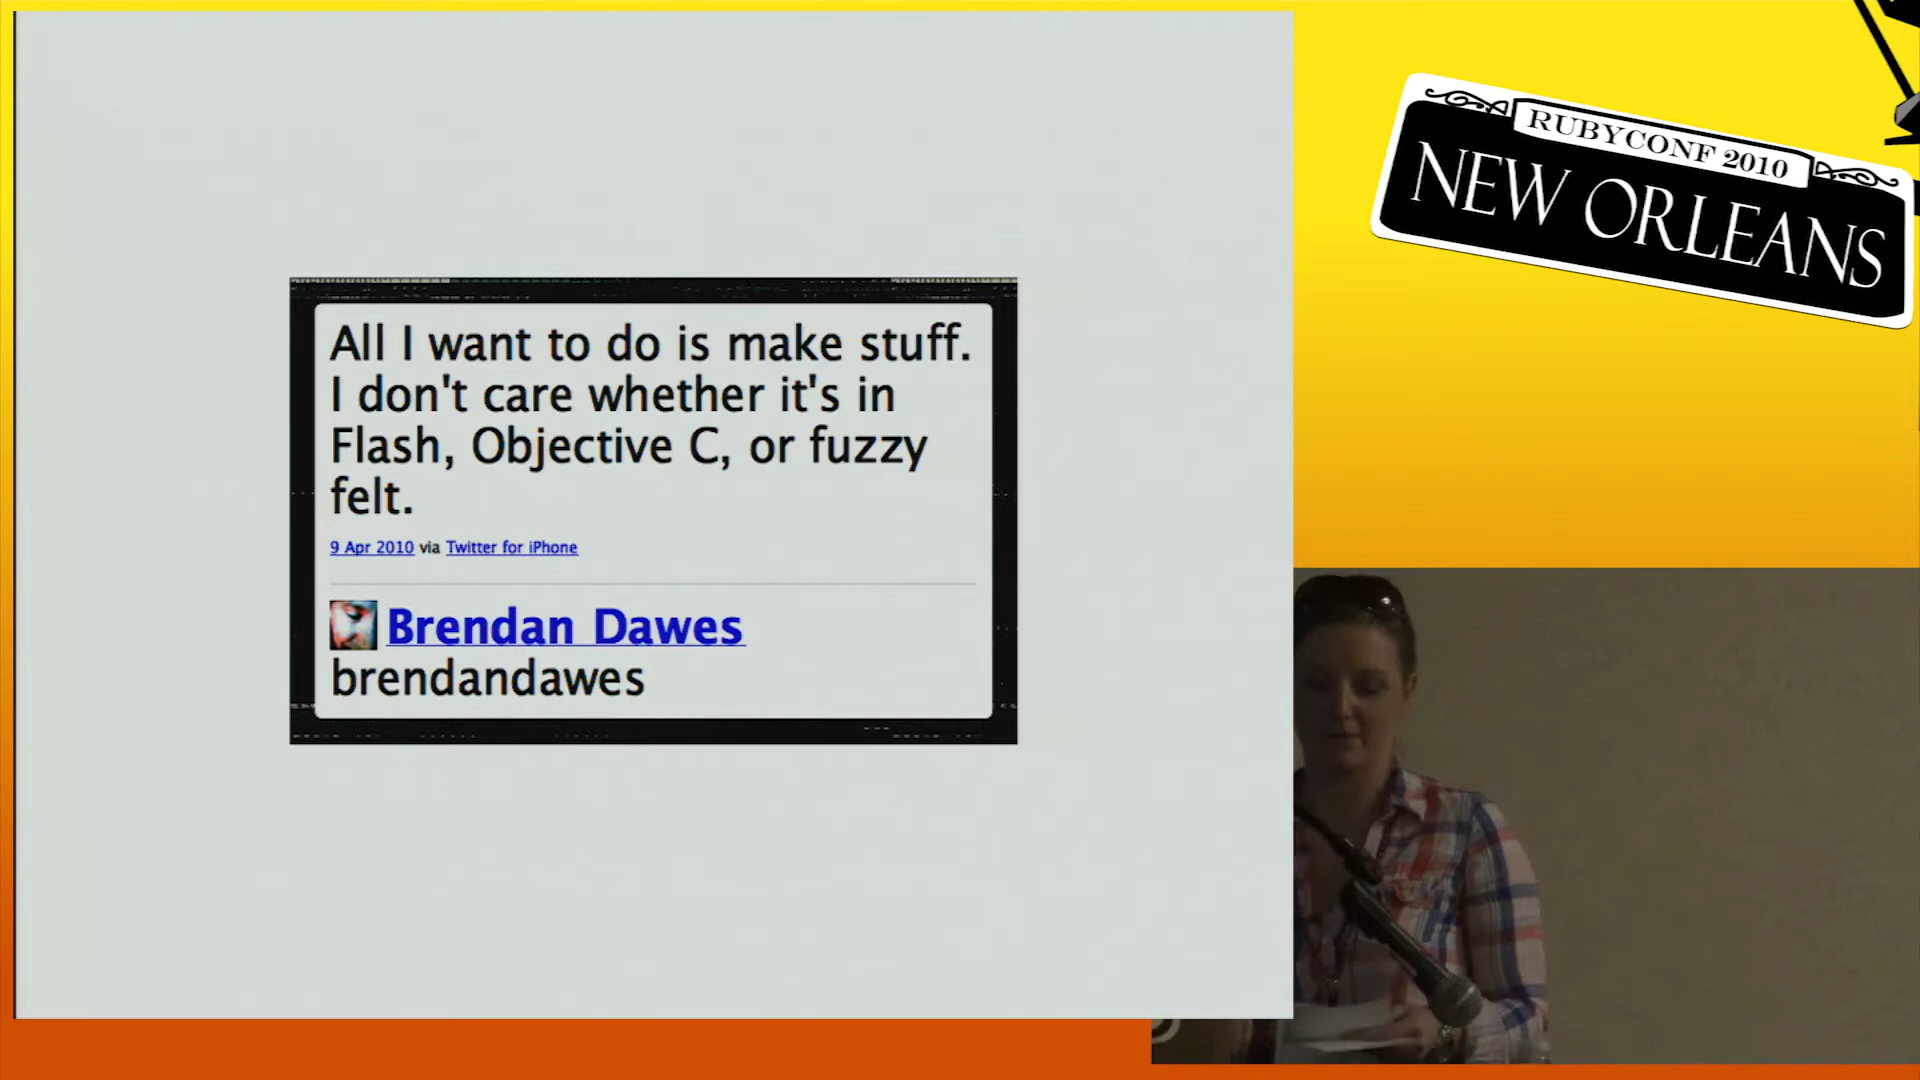 All I want to do is make stuff.
I don't care whether it's in
Flash, Objective C, or fuzzy
felt.
9 Apr 2010 via Twitter for iPhone
Brendan Dawes
brendandawes
RUBYCONF 2010
NEW ORLEANS